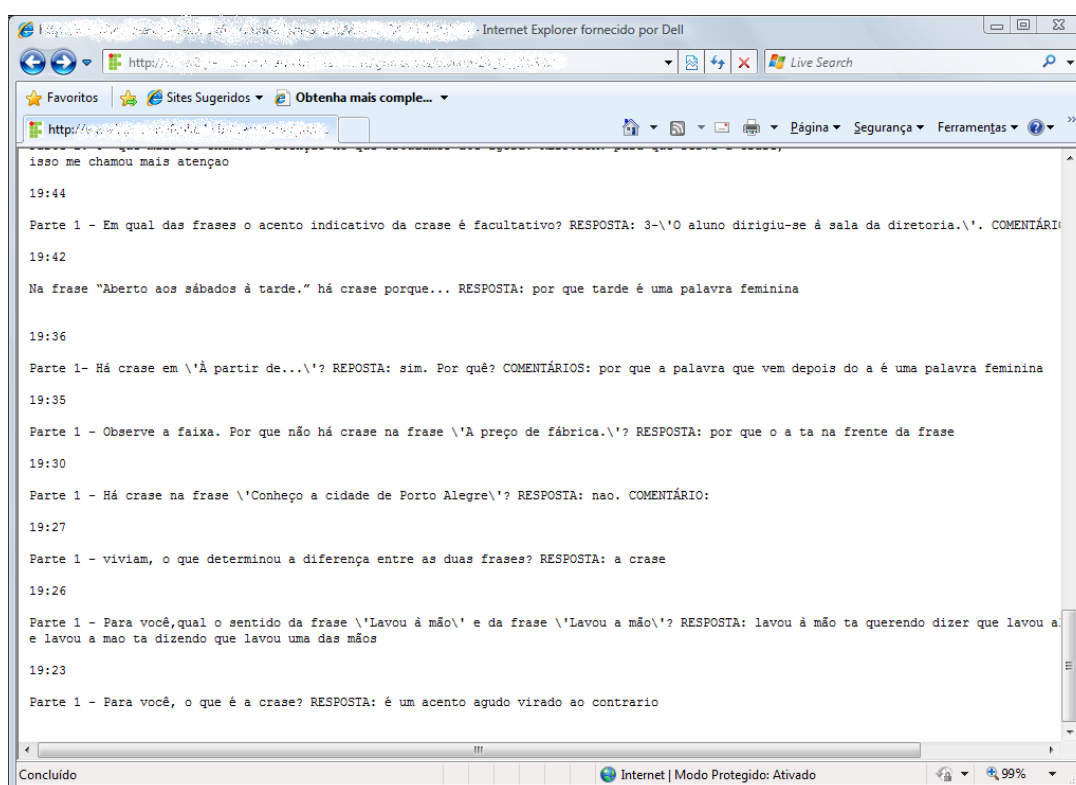 - Internet Explorer fornecido por Dell
http://
Live Search
Favoritos
Sites Sugeridos
Obtenha mais comple...
http://
Página
Segurança
Ferramentas
»
isso me chamou mais atençao
19:44
Parte 1 - Em qual das frases o acento indicativo da crase é facultativo? RESPOSTA: 3-\'O aluno dirigiu-se à sala da diretoria.\'. COMENTÁRI
19:42
Na frase “Aberto aos sábados à tarde.” há crase porque... RESPOSTA: por que tarde é uma palavra feminina
19:36
Parte 1- Há crase em \'À partir de...\'? REPOSTA: sim. Por quê? COMENTÁRIOS: por que a palavra que vem depois do a é uma palavra feminina
19:35
Parte 1 - Observe a faixa. Por que não há crase na frase \'A preço de fábrica.\'? RESPOSTA: por que o a ta na frente da frase
19:30
Parte 1 - Há crase na frase \'Conheço a cidade de Porto Alegre\'? RESPOSTA: nao. COMENTÁRIO:
19:27
Parte 1 - viviam, o que determinou a diferença entre as duas frases? RESPOSTA: a crase
19:26
Parte 1 - Para você,qual o sentido da frase \'Lavou à mão\' e da frase \'Lavou a mão\'? RESPOSTA: lavou à mão ta querendo dizer que lavou
e lavou a mao ta dizendo que lavou uma das mãos
19:23
Parte 1 - Para você, o que é a crase? RESPOSTA: é um acento agudo virado ao contrario
Concluído
Internet | Modo Protegido: Ativado
99%